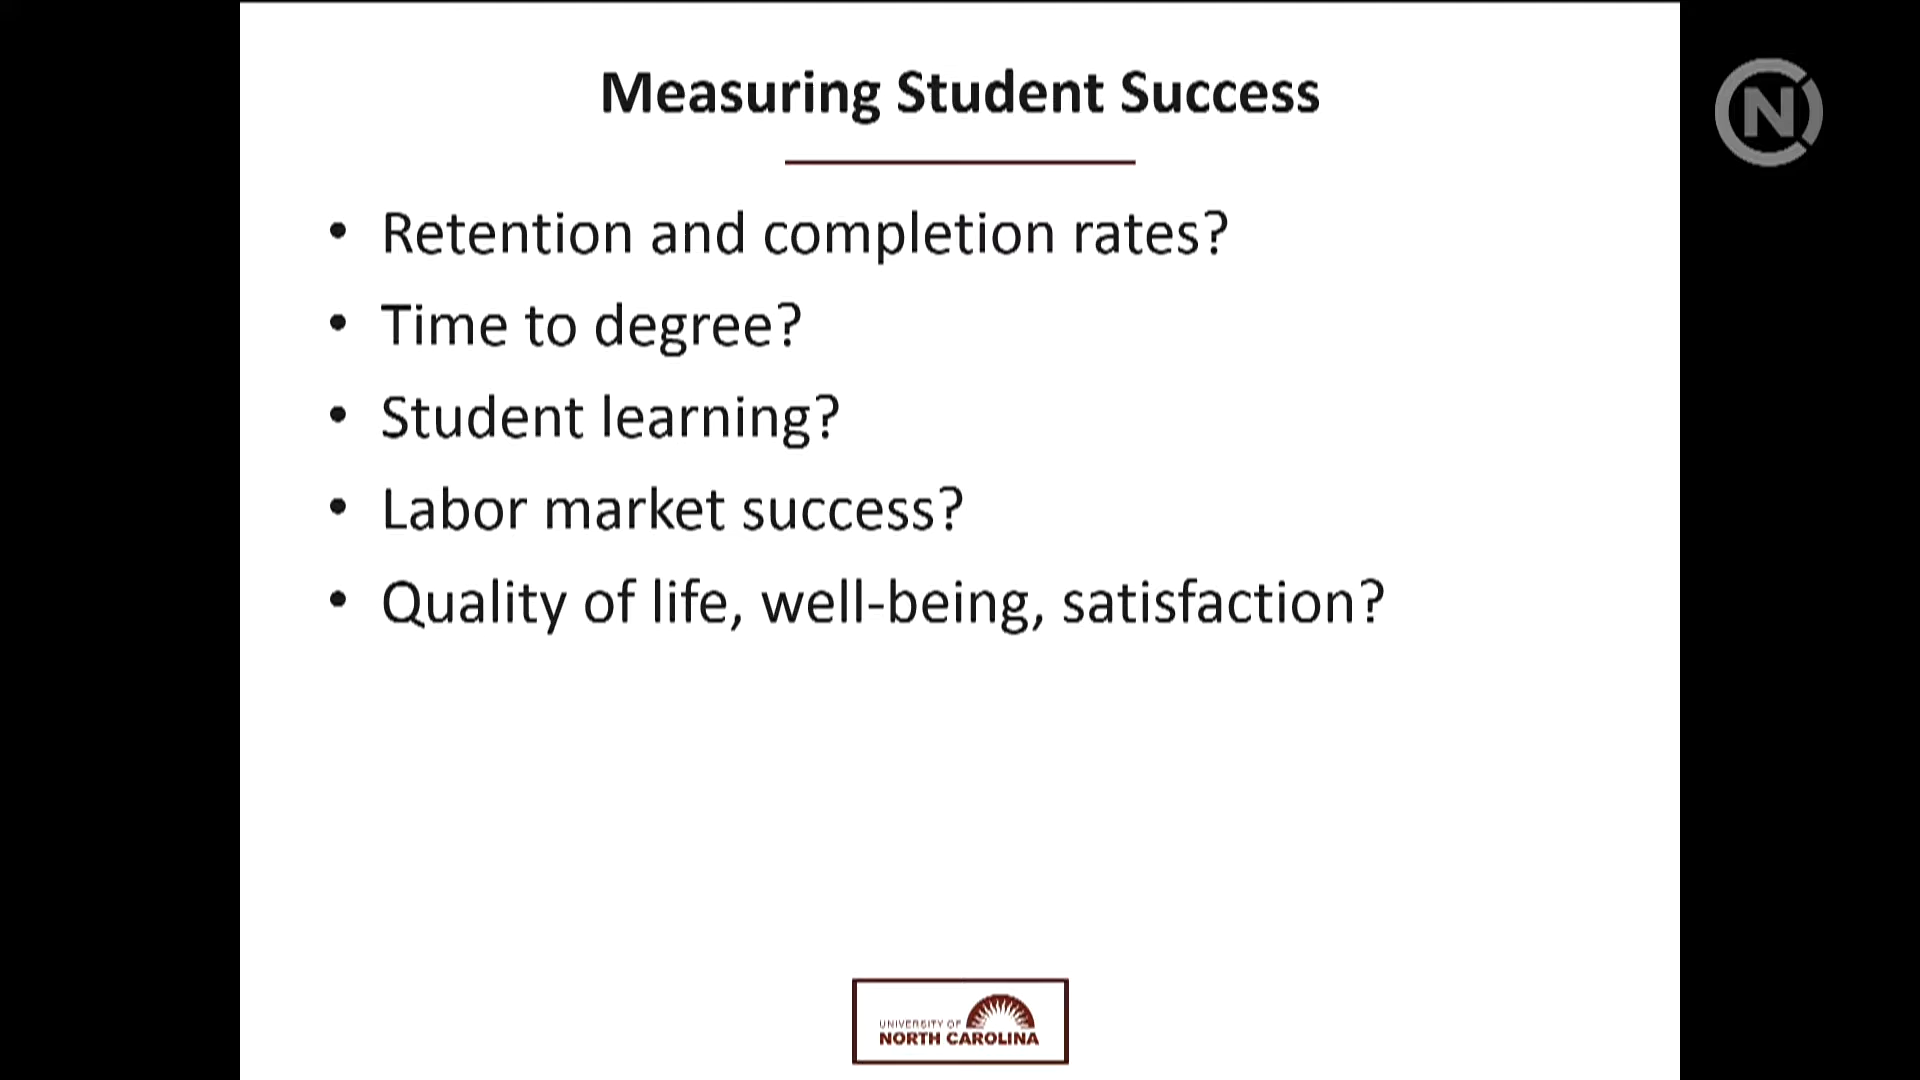 Measuring Student Success
• Retention and completion rates?
• Time to degree?
• Student learning?
• Labor market success?
• Quality of life, well-being, satisfaction?
UNIVERSITY OF
NORTH CAROLINA
N